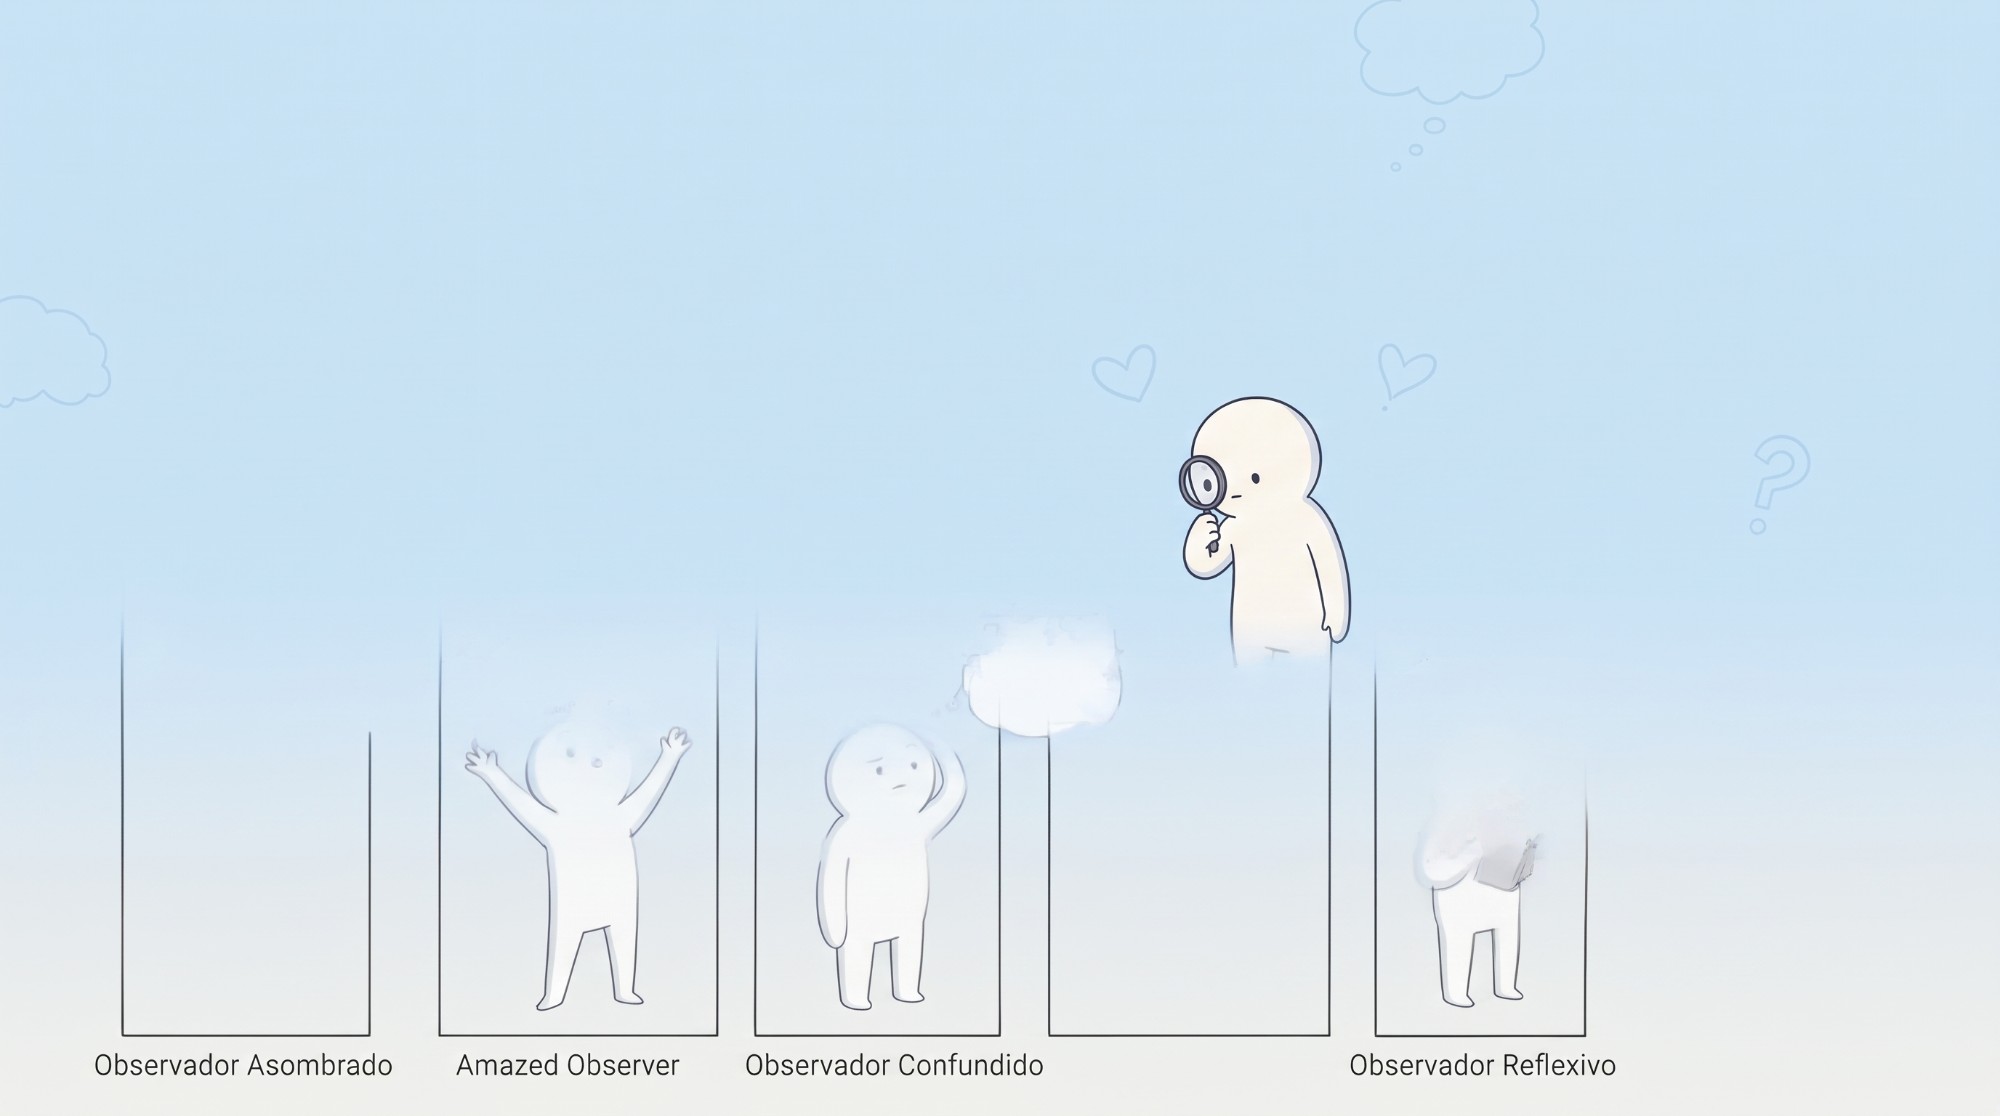 Observador Asombrado
Amazed Observer
Observador Confundido
Observador Reflexivo